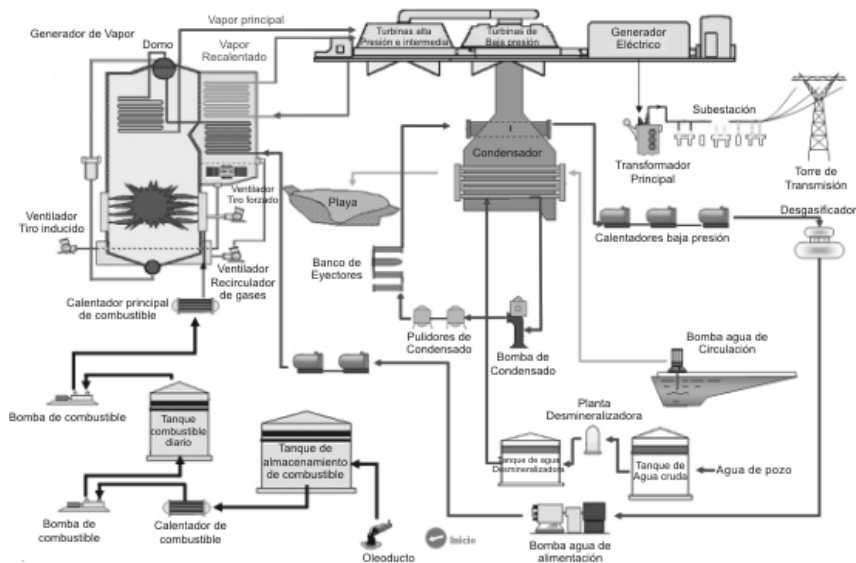 Vapor principal
Generador de Vapor
Domo
Vapor
Recalentado
Turbinas alta
Presión e intermedia
Turbinas de
Baja presión
Generador
Eléctrico
Subestación
Transformador
Principal
Torre de
Transmisión
Condensador
Playa
Ventilador
Tiro inducido
Ventilador
Tiro forzado
Ventilador
Recirculador
de gases
Calentadores baja presión
Desgasificador
Banco de
Eyectores
Calentador principal
de combustible
Pulidores de
Condensado
Bomba de
Condensado
Bomba agua de
Circulación
Bomba de combustible
Tanque
combustible
diario
Tanque de
almacenamiento
de combustible
Planta
Desmineralizadora
Tanque de agua
Desmineralizadora
Tanque de
Agua cruda
Agua de pozo
Bomba de
combustible
Calentador de
combustible
Oleoducto
Inicio
Bomba agua de
alimentación